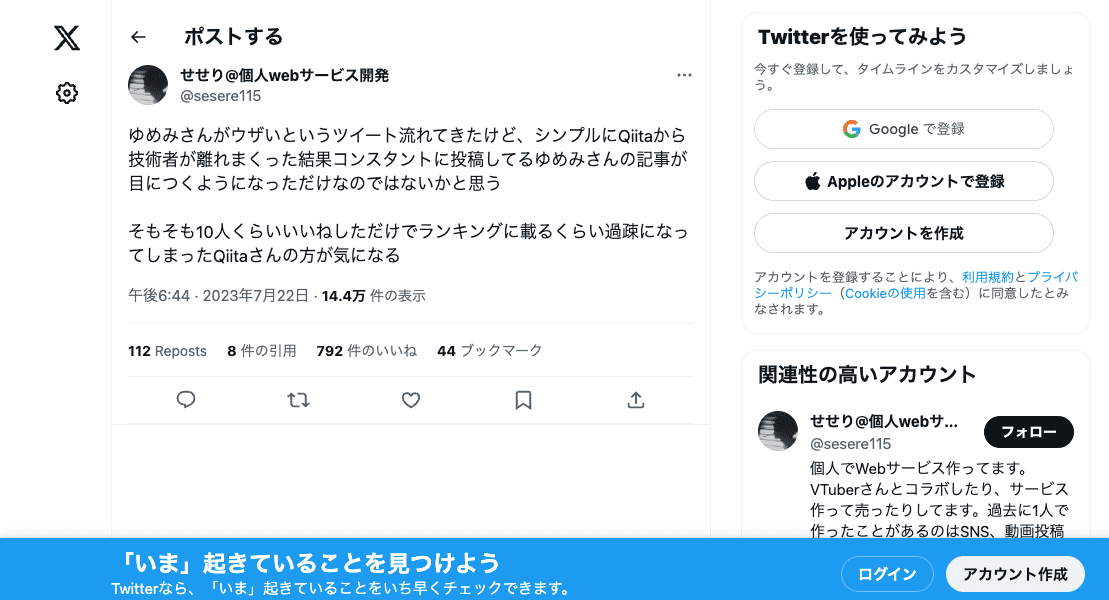 ポストする
せせり@個人webサービス開発
@sesere115
ゆめみさんがウザいというツイート流れてきたけど、シンプルにQiitaから
技術者が離れまくった結果コンスタントに投稿してるゆめみさんの記事が
目につくようになっただけなのではないかと思う
そもそも10人くらいいいねしただけでランキングに載るくらい過疎になっ
てしまったQiitaさんの方が気になる
午後6:44 · 2023年7月22日 · 14.4万 件の表示
112 Reposts 8 件の引用 792 件のいいね 44 ブックマーク
Twitterを使ってみよう
今すぐ登録して、タイムラインをカスタマイズしましょ
う。
Google で登録
Appleのアカウントで登録
アカウントを作成
アカウントを登録することにより、利用規約とプライバ
シーポリシー（Cookieの使用を含む）に同意したとみ
なされます。
関連性の高いアカウント
せせり@個人webサ...
@sesere115
フォロー
個人でWebサービス作ってます。
VTuberさんとコラボしたり、サービス
作って売ったりしてます。過去に1人で
作ったことがあるのはSNS、動画投稿
「いま」起きていることを見つけよう
Twitterなら、「いま」起きていることをいち早くチェックできます。
ログイン
アカウント作成